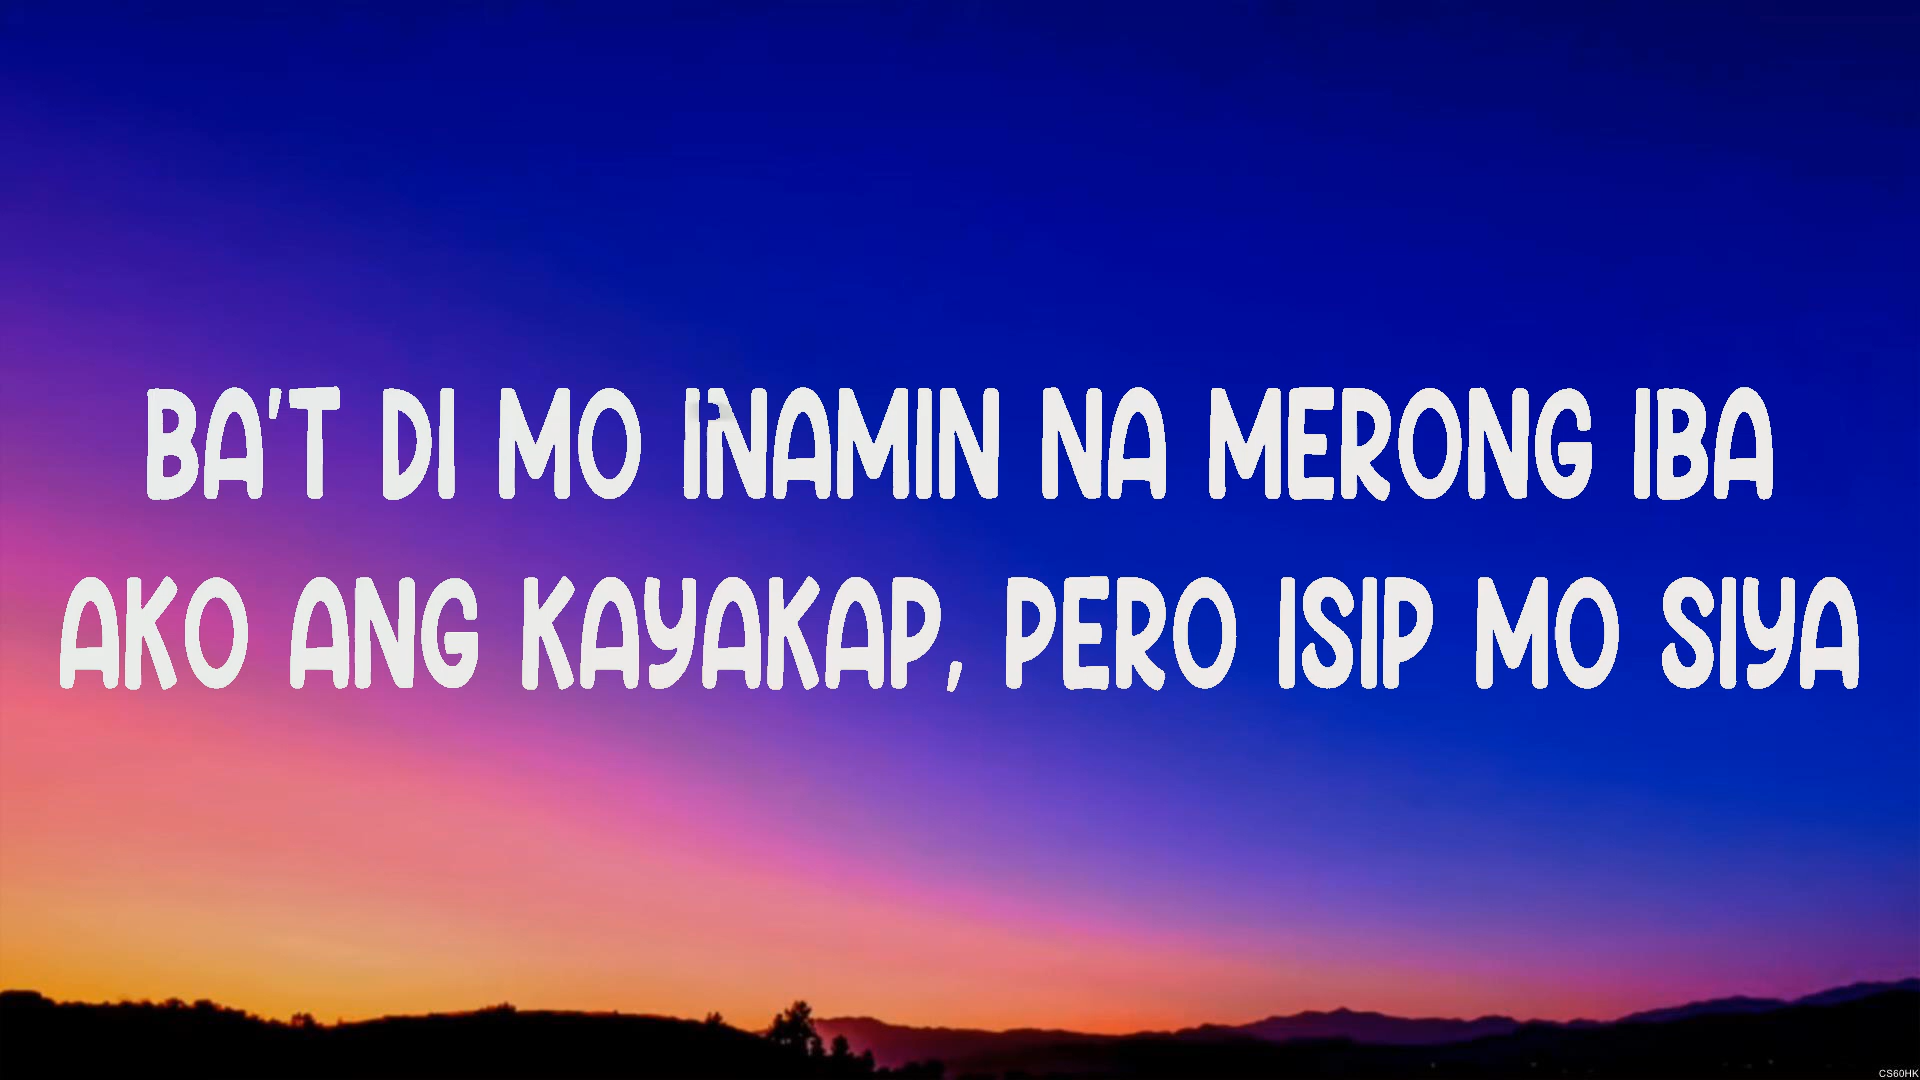 BA'T DI MO INAMIN NA MERONG IBA
AKO ANG KAYAKAP, PERO ISIP MO SIYA
CS60HK